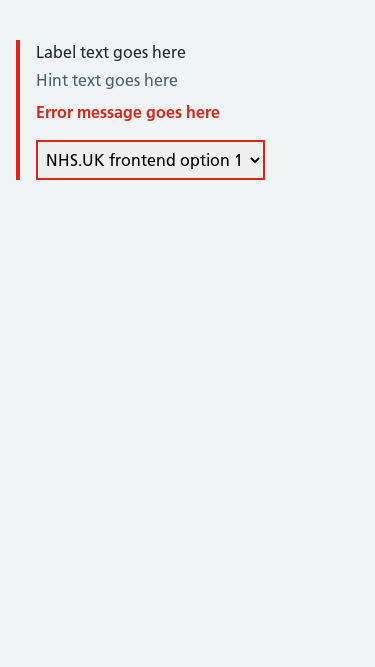 Label text goes here
Hint text goes here
Error message goes here
NHS.UK frontend option 1